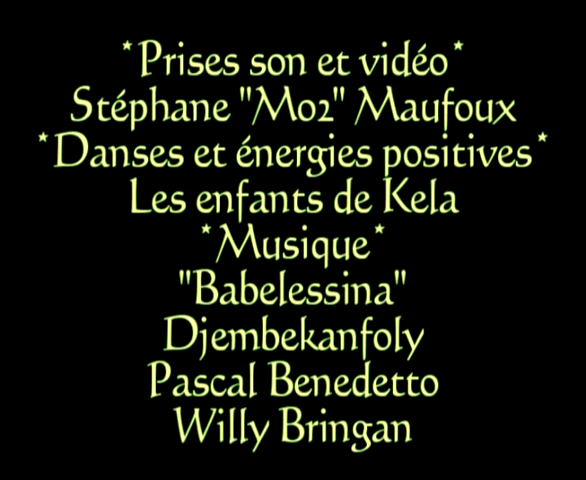 *Prises son et vidéo*
Stéphane "Mo2" Maufoux
*Danses et énergies positives*
Les enfants de Kela
*Musique*
"Babelessina"
Djembekanfoly
Pascal Benedetto
Willy Bringan